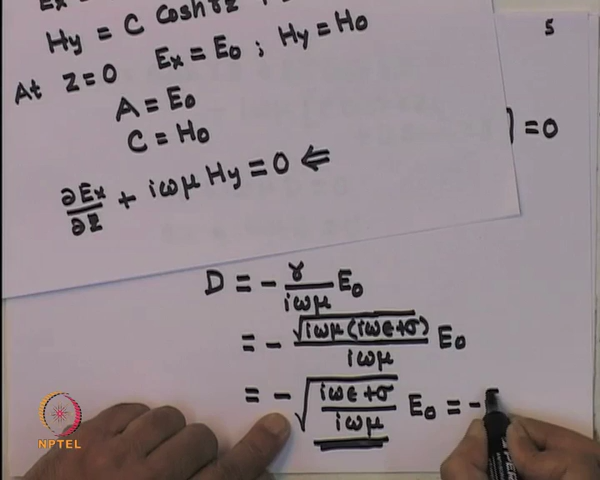 Hy = C Cosh γz
5
At z=0 Ex = E0 ; Hy = H0
A = E0
C = H0
=0
∂Ex/∂z + iωμ Hy = 0 ⇐
D = - γ/iωμ E0
= - √iωμ(iωϵ+σ)/iωμ E0
= - √(iωϵ+σ)/iωμ E0 = -
NPTEL